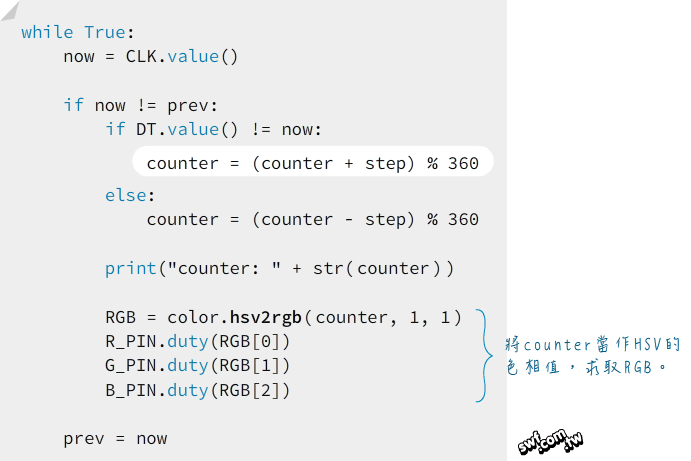 while True:
    now = CLK.value()
    if now != prev:
        if DT.value() != now:
            counter = (counter + step) % 360
        else:
            counter = (counter - step) % 360
        print("counter: " + str(counter))
        RGB = color.hsv2rgb(counter, 1, 1)
        R_PIN.duty(RGB[0])
        G_PIN.duty(RGB[1])
        B_PIN.duty(RGB[2])
將counter當作HSV的
色相值，求取RGB。
    prev = now
swf.com.tw